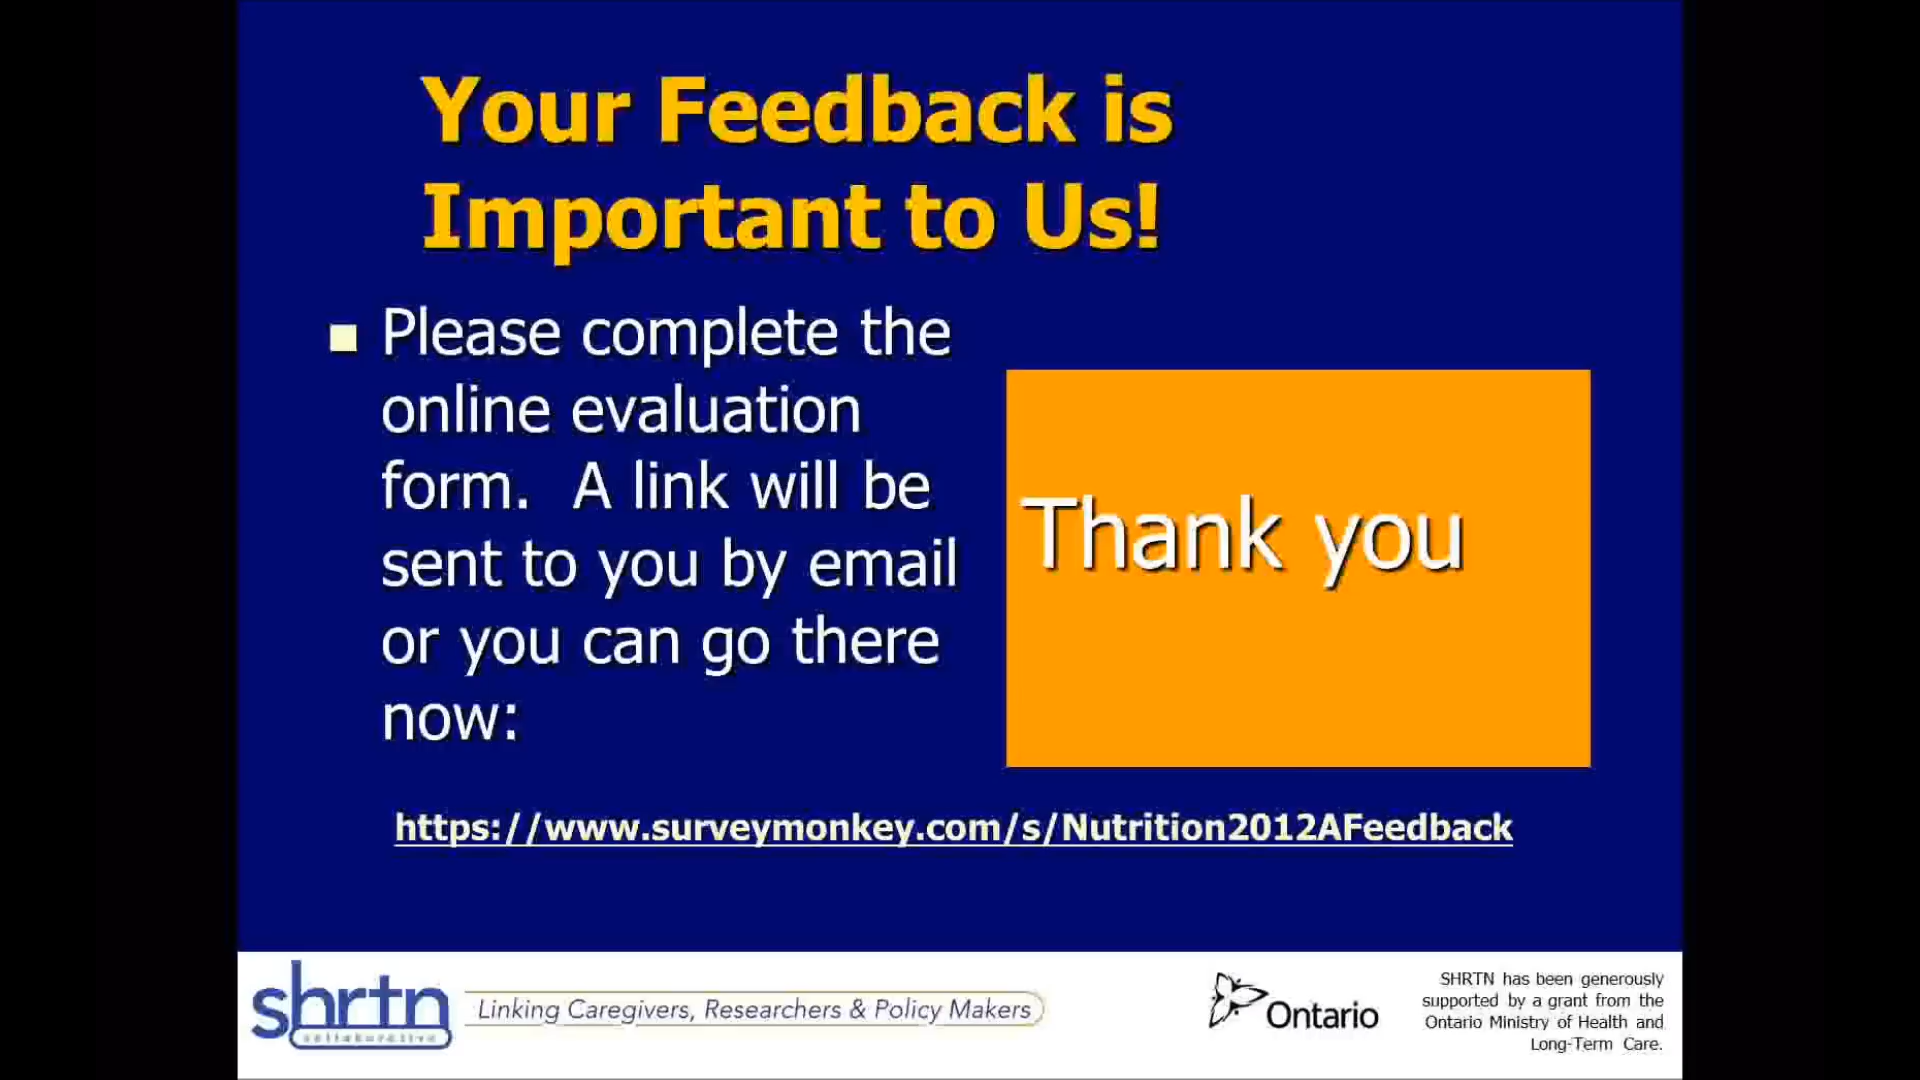 Your Feedback is
Important to Us!
Please complete the
online evaluation
form.  A link will be
sent to you by email
or you can go there
now:
Thank you
https://www.surveymonkey.com/s/Nutrition2012AFeedback
shrtn
collaborative
Linking Caregivers, Researchers & Policy Makers
Ontario
SHRTN has been generously
supported by a grant from the
Ontario Ministry of Health and
Long-Term Care.